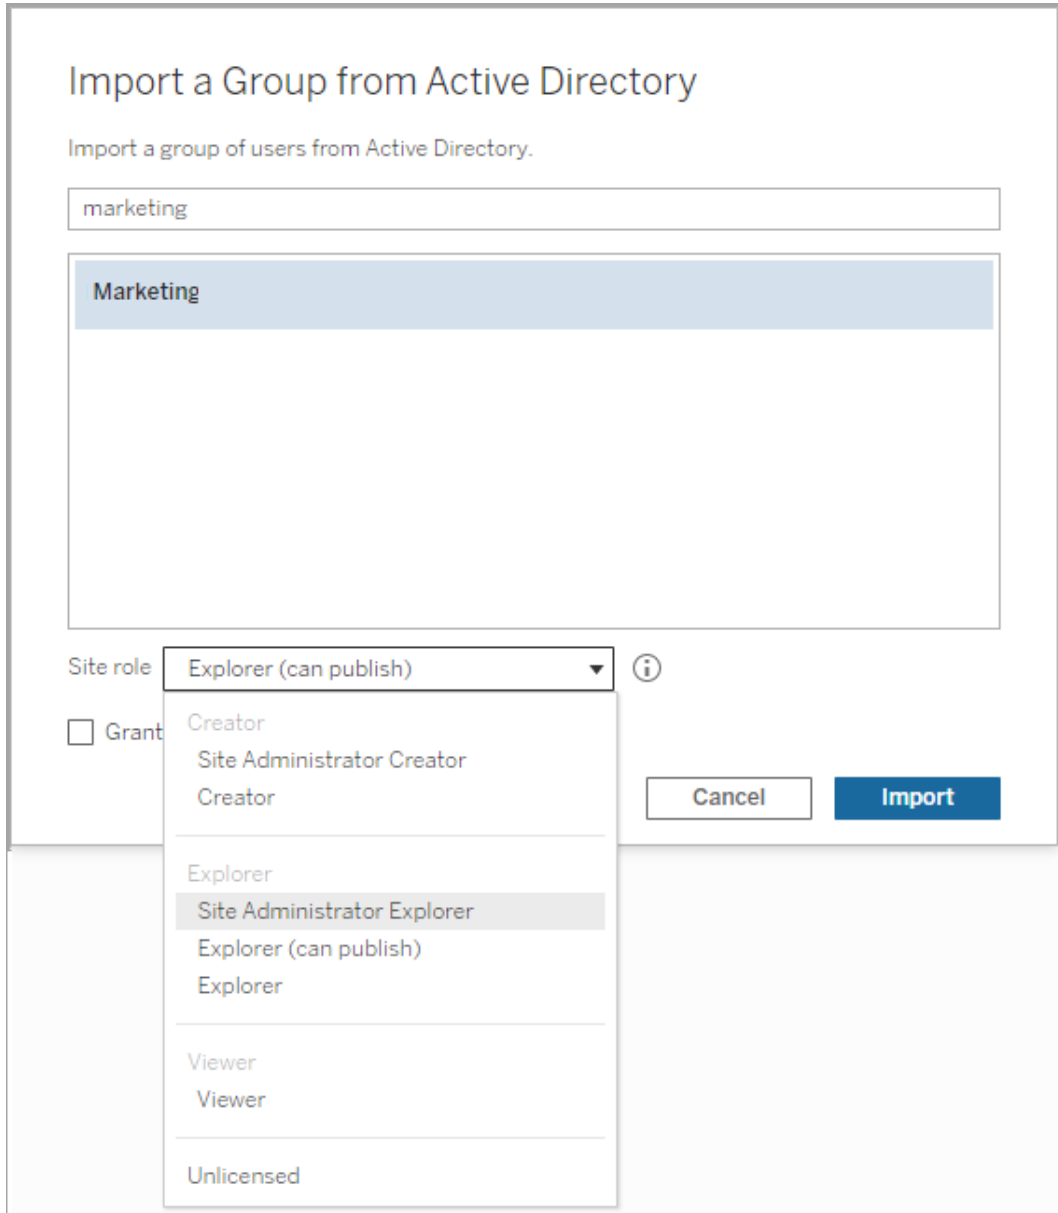 Import a Group from Active Directory
Import a group of users from Active Directory.
marketing
Marketing
Site role
Explorer (can publish)
Grant
Creator
Site Administrator Creator
Creator
Cancel
Import
Explorer
Site Administrator Explorer
Explorer (can publish)
Explorer
Viewer
Viewer
Unlicensed